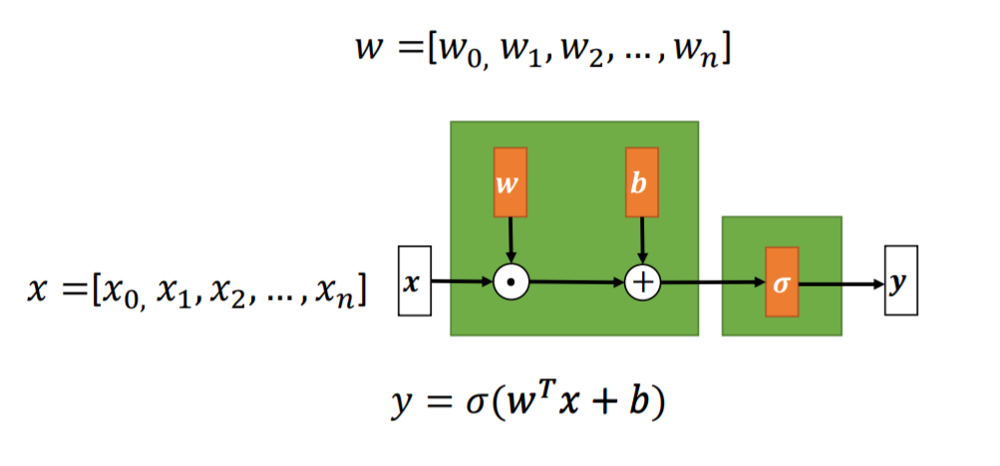 w =[w₀, w₁, w₂, ..., wₙ]
w b
x =[x₀, x₁, x₂, ..., xₙ] x · + σ y
y = σ(wᵀx + b)